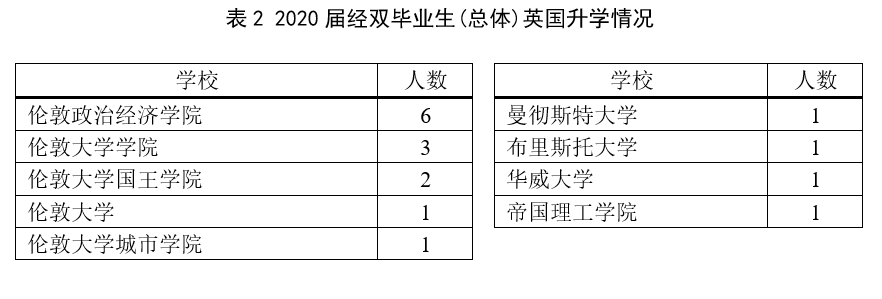 表 2 2020 届经双毕业生(总体)英国升学情况
学校 人数
伦敦政治经济学院 6
伦敦大学学院 3
伦敦大学国王学院 2
伦敦大学 1
伦敦大学城市学院 1
学校 人数
曼彻斯特大学 1
布里斯托大学 1
华威大学 1
帝国理工学院 1